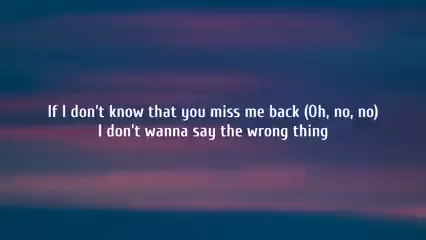 If I don't know that you miss me back (Oh, no, no)
I don't wanna say the wrong thing